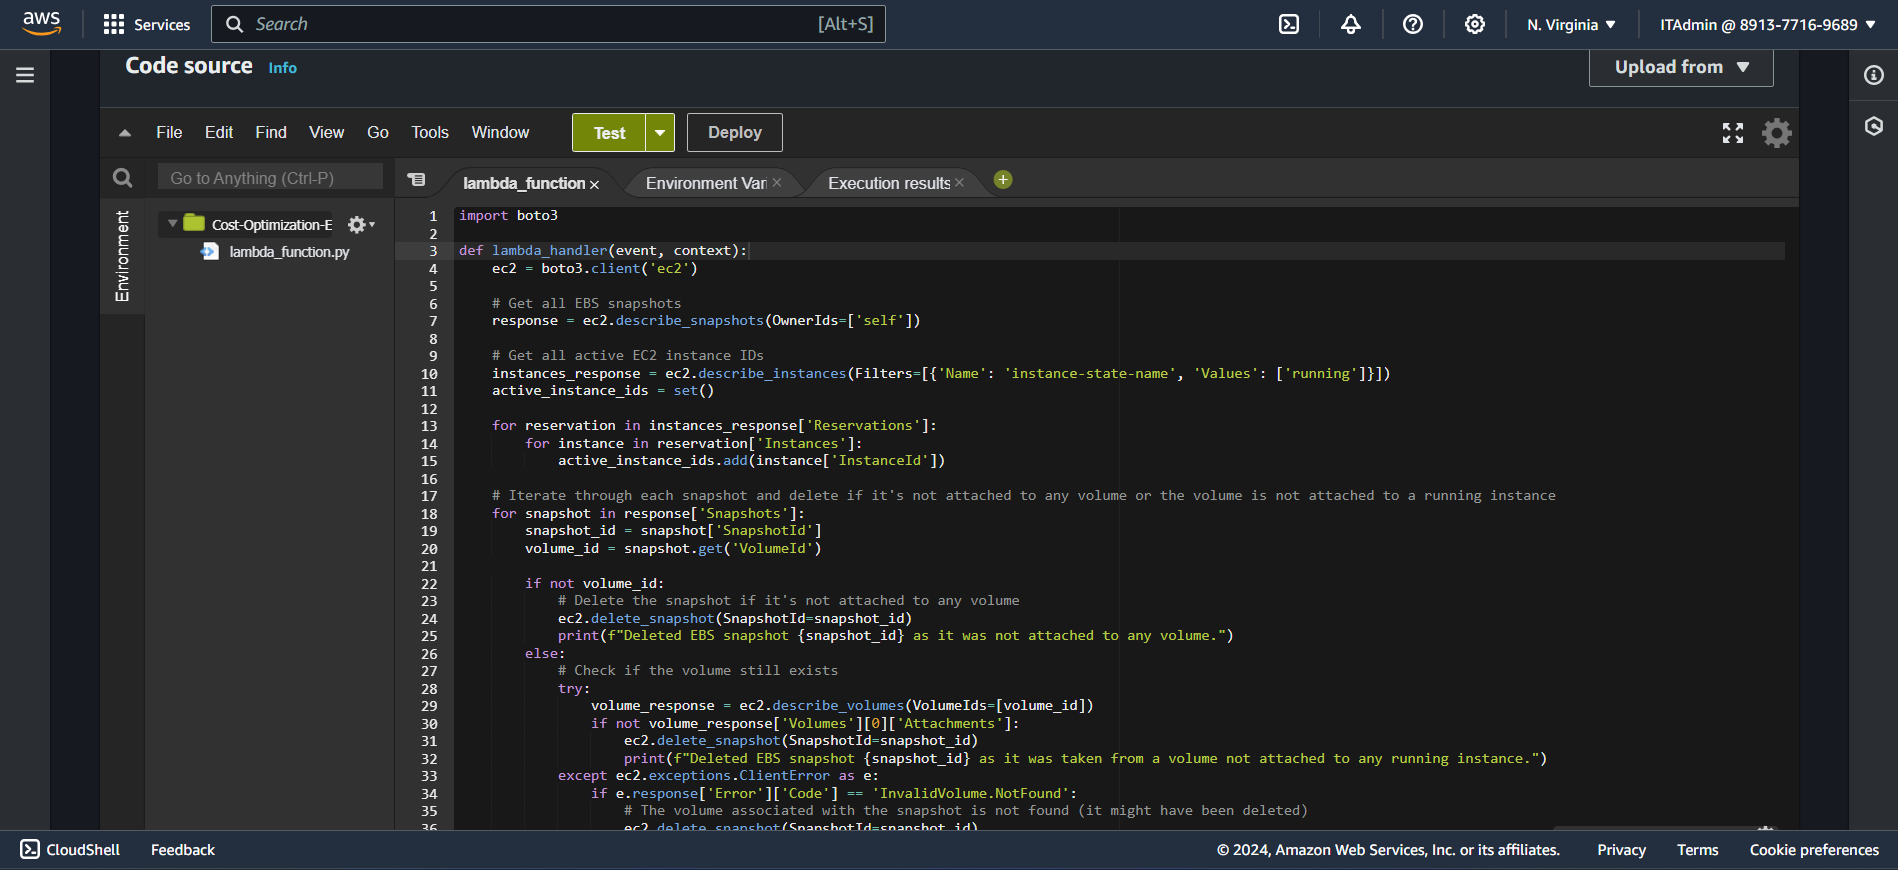 aws Services Search [Alt+S] N. Virginia ITAdmin @ 8913-7716-9689
Code source Info Upload from
File Edit Find View Go Tools Window Test Deploy
Go to Anything (Ctrl-P) lambda_function Environment Vari Execution results
Environment
Cost-Optimization-E
lambda_function.py
1 import boto3
2
3 def lambda_handler(event, context):
4 ec2 = boto3.client('ec2')
5
6 # Get all EBS snapshots
7 response = ec2.describe_snapshots(OwnerIds=['self'])
8
9 # Get all active EC2 instance IDs
10 instances_response = ec2.describe_instances(Filters=[{'Name': 'instance-state-name', 'Values': ['running']}])
11 active_instance_ids = set()
12
13 for reservation in instances_response['Reservations']:
14 for instance in reservation['Instances']:
15 active_instance_ids.add(instance['InstanceId'])
16
17 # Iterate through each snapshot and delete if it's not attached to any volume or the volume is not attached to a running instance
18 for snapshot in response['Snapshots']:
19 snapshot_id = snapshot['SnapshotId']
20 volume_id = snapshot.get('VolumeId')
21
22 if not volume_id:
23 # Delete the snapshot if it's not attached to any volume
24 ec2.delete_snapshot(SnapshotId=snapshot_id)
25 print(f"Deleted EBS snapshot {snapshot_id} as it was not attached to any volume.")
26 else:
27 # Check if the volume still exists
28 try:
29 volume_response = ec2.describe_volumes(VolumeIds=[volume_id])
30 if not volume_response['Volumes'][0]['Attachments']:
31 ec2.delete_snapshot(SnapshotId=snapshot_id)
32 print(f"Deleted EBS snapshot {snapshot_id} as it was taken from a volume not attached to any running instance.")
33 except ec2.exceptions.ClientError as e:
34 if e.response['Error']['Code'] == 'InvalidVolume.NotFound':
35 # The volume associated with the snapshot is not found (it might have been deleted)
36 ec2.delete_snapshot(SnapshotId=snapshot_id)
CloudShell Feedback © 2024, Amazon Web Services, Inc. or its affiliates. Privacy Terms Cookie preferences